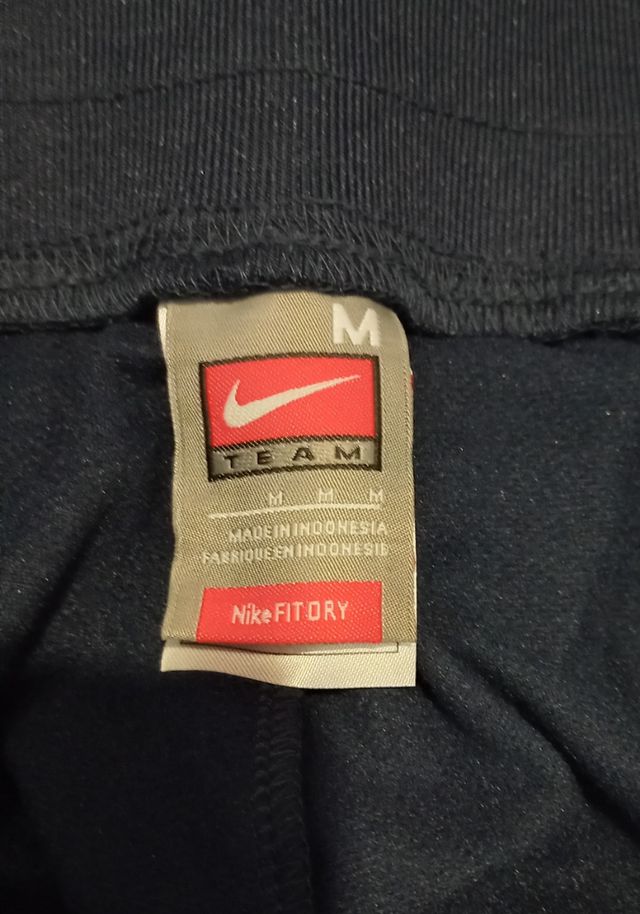 M
TEAM
M M M
MADE IN INDONESIA
FABRIQUE EN INDONESIE
Nike FIT DRY